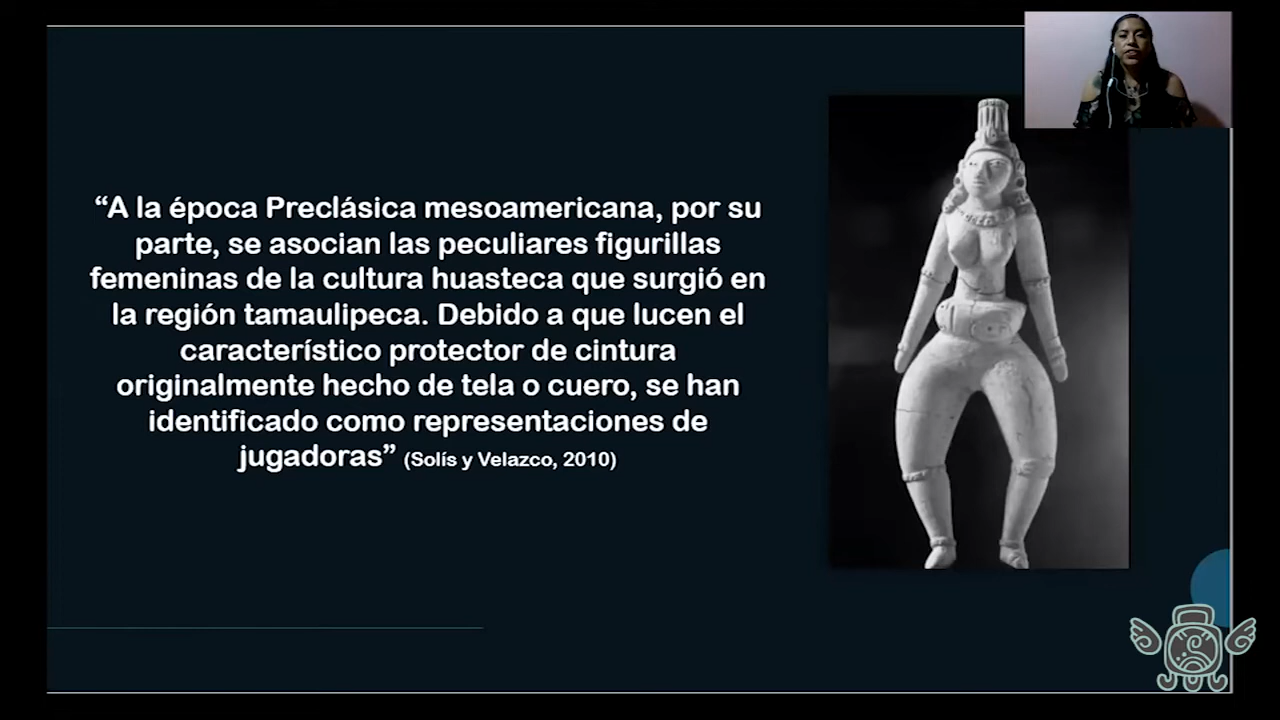 “A la época Preclásica mesoamericana, por su
parte, se asocian las peculiares figurillas
femeninas de la cultura huasteca que surgió en
la región tamaulipeca. Debido a que lucen el
característico protector de cintura
originalmente hecho de tela o cuero, se han
identificado como representaciones de
jugadoras” (Solís y Velazco, 2010)